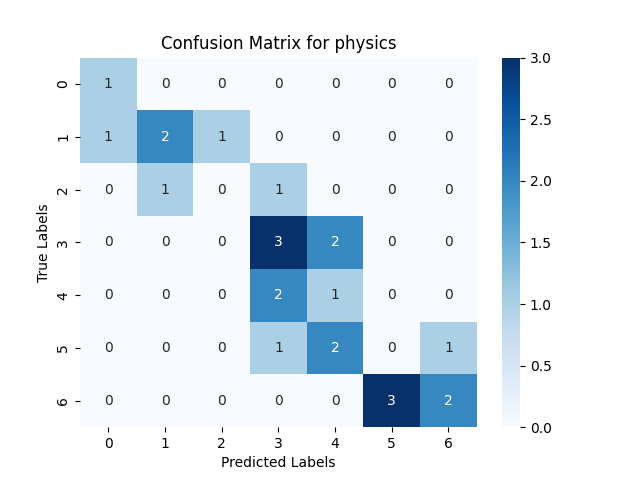 Confusion Matrix for physics
True Labels
0 1 0 0 0 0 0 0
1 1 2 1 0 0 0 0
2 0 1 0 1 0 0 0
3 0 0 0 3 2 0 0
4 0 0 0 2 1 0 0
5 0 0 0 1 2 0 1
6 0 0 0 0 0 3 2
0 1 2 3 4 5 6
Predicted Labels
3.0
2.5
2.0
1.5
1.0
0.5
0.0